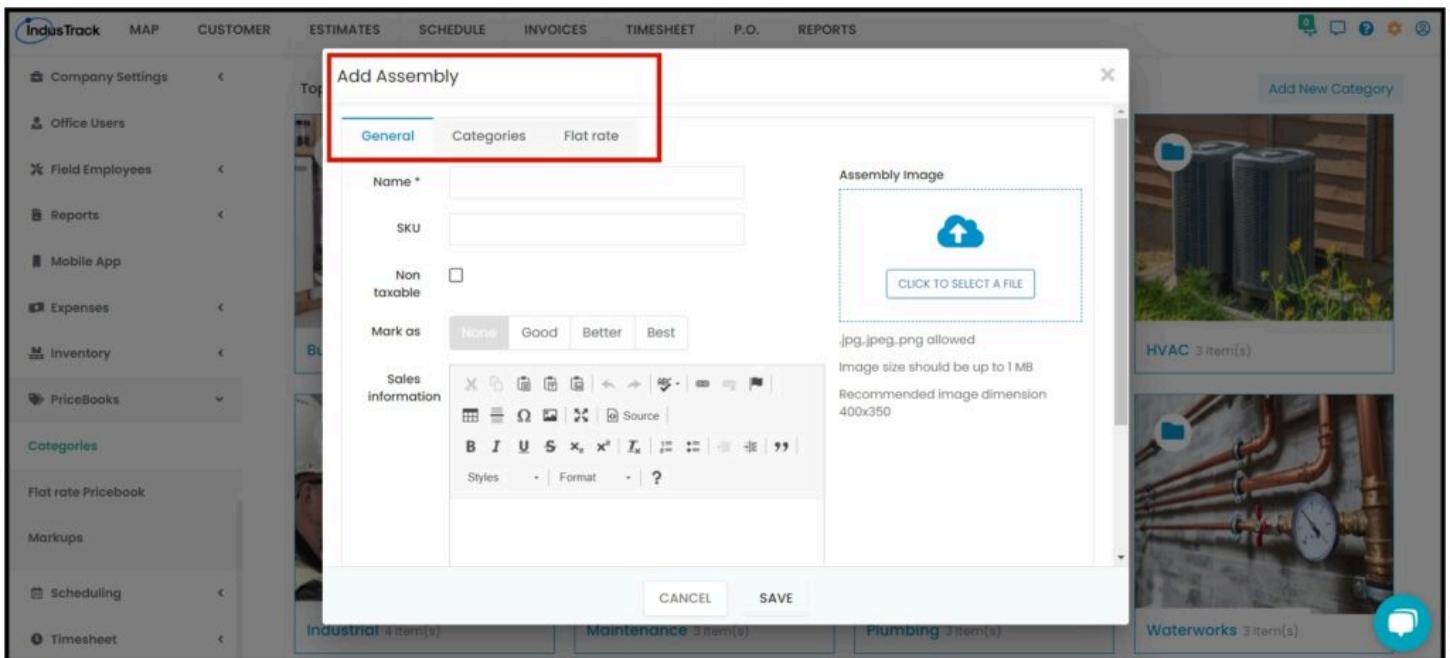 IndusTrack MAP CUSTOMER ESTIMATES SCHEDULE INVOICES TIMESHEET P.O. REPORTS 0
Company Settings
Office Users
Field Employees
Reports
Mobile App
Expenses
Inventory
PriceBooks
Categories
Flat rate Pricebook
Markups
Scheduling
Timesheet
Add New Category
Add Assembly
General Categories Flat rate
Name *
SKU
Non
taxable
Mark as None Good Better Best
Sales
information
Source
B I U S x x Ix
Styles Format ?
Assembly Image
CLICK TO SELECT A FILE
.jpg,.jpeg,.png allowed
Image size should be up to 1 MB
Recommended image dimension
400x350
CANCEL SAVE
HVAC 3 item(s)
Industrial 4 item(s) Maintenance 3 item(s) Plumbing 3 item(s) Waterworks 3 item(s)